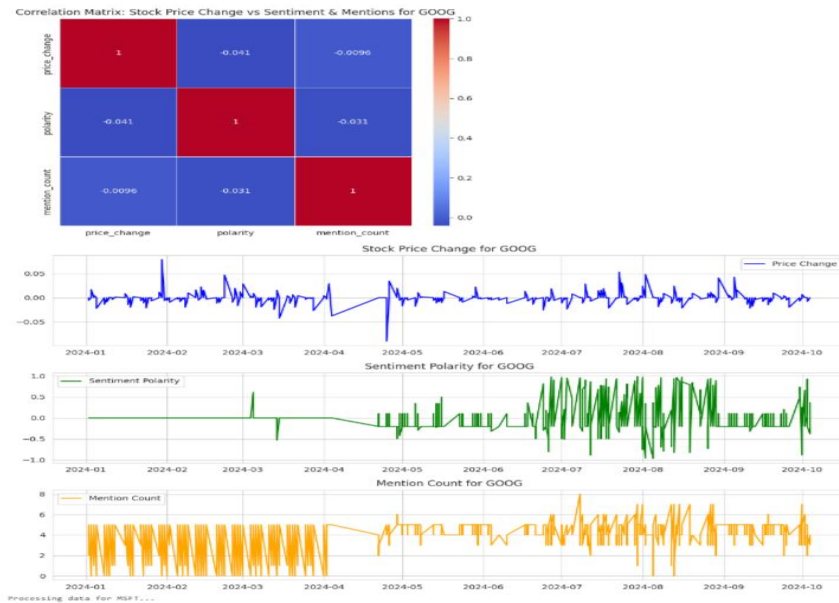 Correlation Matrix: Stock Price Change vs Sentiment & Mentions for GOOG
1.0
price_change
1
-0.041
-0.0096
0.8
0.6
polarity
-0.041
1
-0.031
0.4
mention_count
-0.0096
-0.031
1
0.2
0.0
price_change
polarity
mention_count
Stock Price Change for GOOG
Price Change
0.05
0.00
−0.05
2024-01 2024-02 2024-03 2024-04 2024-05 2024-06 2024-07 2024-08 2024-09 2024-10
Sentiment Polarity for GOOG
1.0
Sentiment Polarity
0.5
0.0
−0.5
−1.0
2024-01 2024-02 2024-03 2024-04 2024-05 2024-06 2024-07 2024-08 2024-09 2024-10
Mention Count for GOOG
8
Mention Count
6
4
2
0
2024-01 2024-02 2024-03 2024-04 2024-05 2024-06 2024-07 2024-08 2024-09 2024-10
Processing data for MSFT...